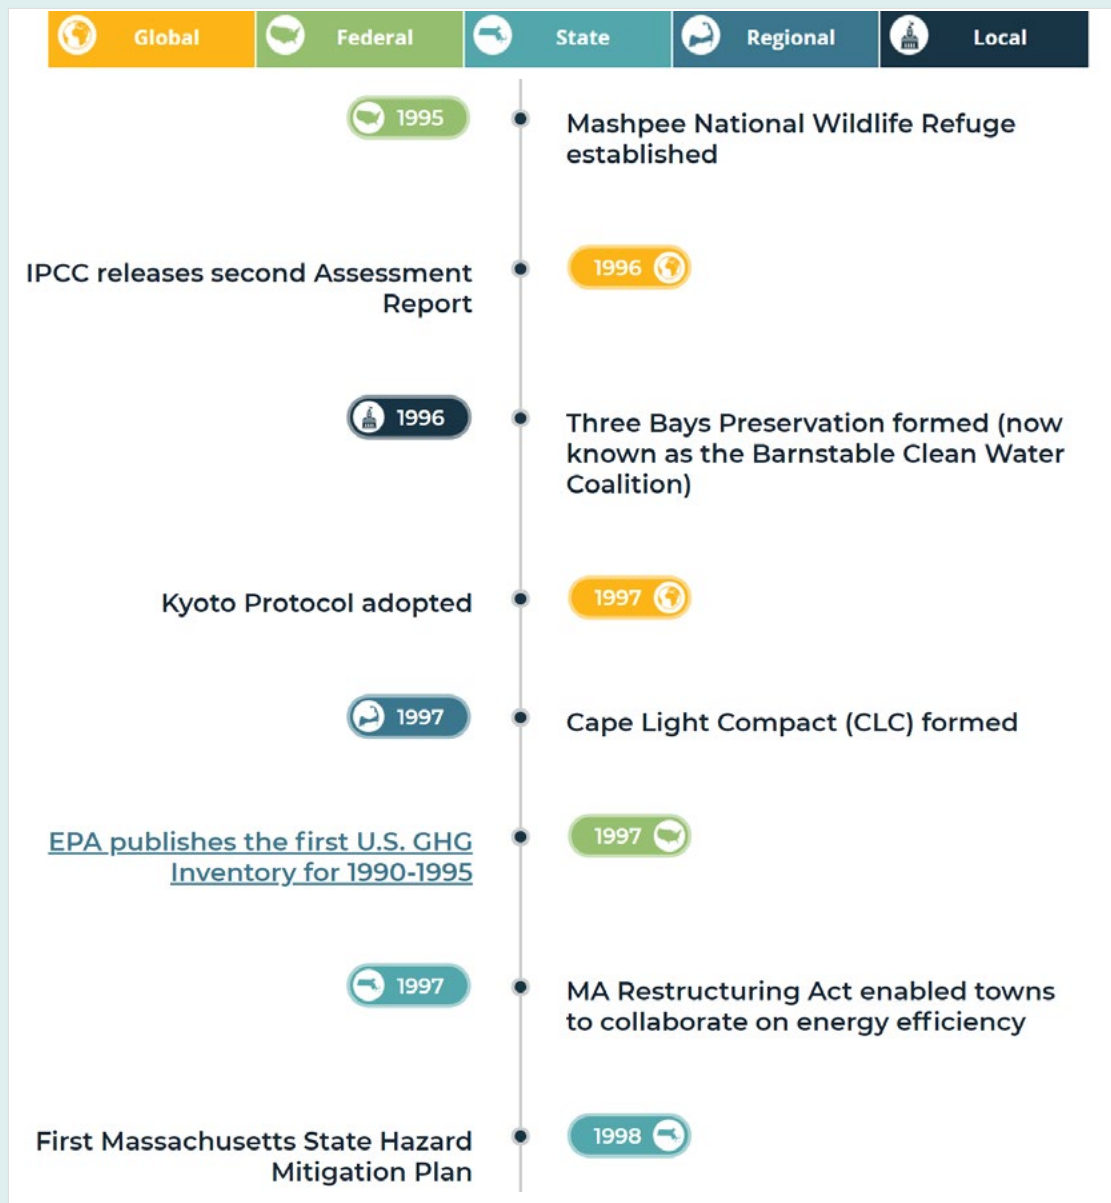 Global
Federal
State
Regional
Local
1995
Mashpee National Wildlife Refuge
established
IPCC releases second Assessment
Report
1996
1996
Three Bays Preservation formed (now
known as the Barnstable Clean Water
Coalition)
Kyoto Protocol adopted
1997
1997
Cape Light Compact (CLC) formed
EPA publishes the first U.S. GHG
Inventory for 1990-1995
1997
1997
MA Restructuring Act enabled towns
to collaborate on energy efficiency
First Massachusetts State Hazard
Mitigation Plan
1998